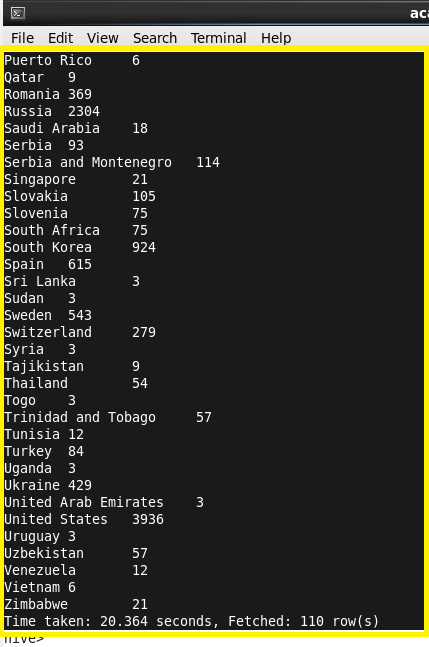 aca
File Edit View Search Terminal Help
Puerto Rico 6
Qatar 9
Romania 369
Russia 2304
Saudi Arabia 18
Serbia 93
Serbia and Montenegro 114
Singapore 21
Slovakia 105
Slovenia 75
South Africa 75
South Korea 924
Spain 615
Sri Lanka 3
Sudan 3
Sweden 543
Switzerland 279
Syria 3
Tajikistan 9
Thailand 54
Togo 3
Trinidad and Tobago 57
Tunisia 12
Turkey 84
Uganda 3
Ukraine 429
United Arab Emirates 3
United States 3936
Uruguay 3
Uzbekistan 57
Venezuela 12
Vietnam 6
Zimbabwe 21
Time taken: 20.364 seconds, Fetched: 110 row(s)
hive>